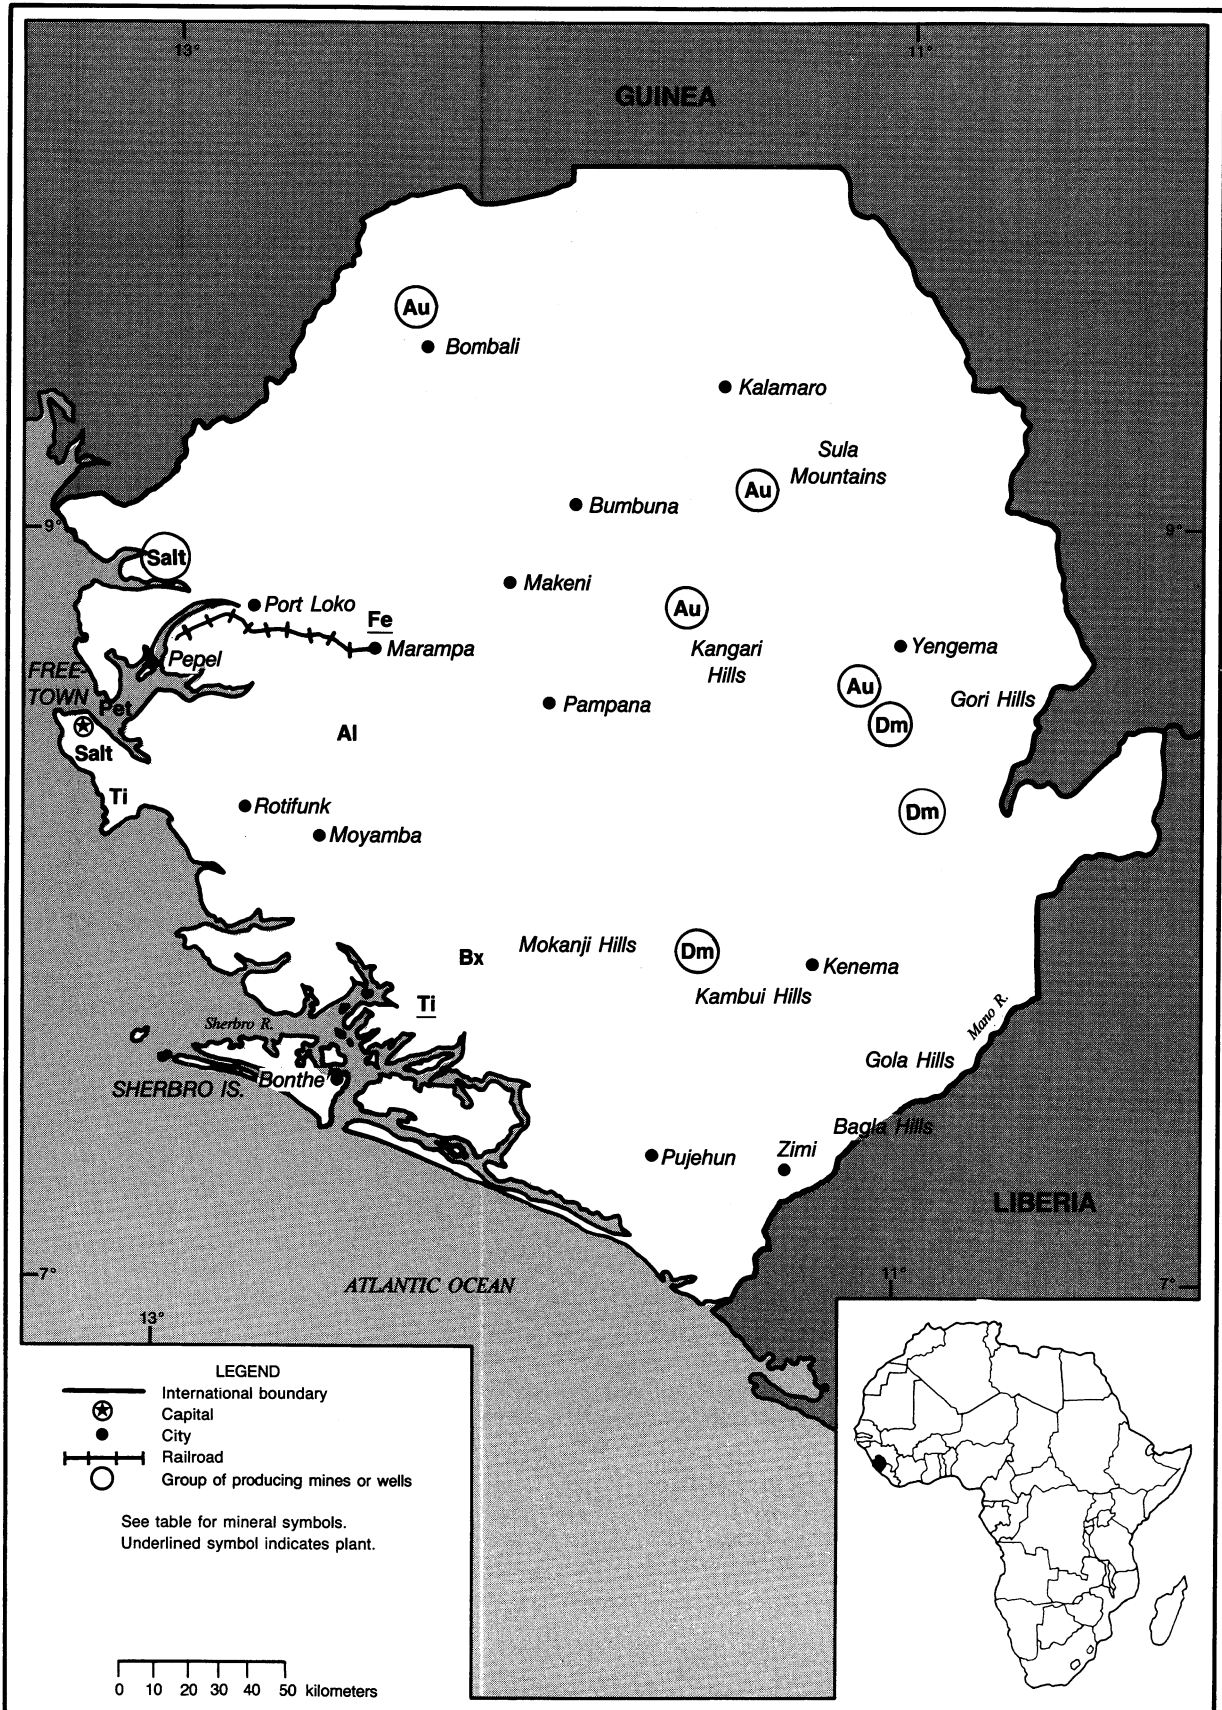 13°
11°
GUINEA
Au
Bombali
Kalamaro
Sula
Mountains
Au
Bumbuna
9°
9°
Salt
Makeni
Port Loko
Au
Fe
Marampa
Kangari
Hills
Yengema
Pepel
FREE-
TOWN
Pet
Au
Gori Hills
Pampana
Dm
Al
Salt
Ti
Rotifunk
Dm
Moyamba
Mokanji Hills
Dm
Bx
Kenema
Kambui Hills
Ti
Mano R.
Sherbro R.
Gola Hills
Bonthe
SHERBRO IS.
Bagla Hills
Zimi
Pujehun
LIBERIA
7°
ATLANTIC OCEAN
11°
7°
13°
LEGEND
International boundary
Capital
City
Railroad
Group of producing mines or wells
See table for mineral symbols.
Underlined symbol indicates plant.
0 10 20 30 40 50 kilometers